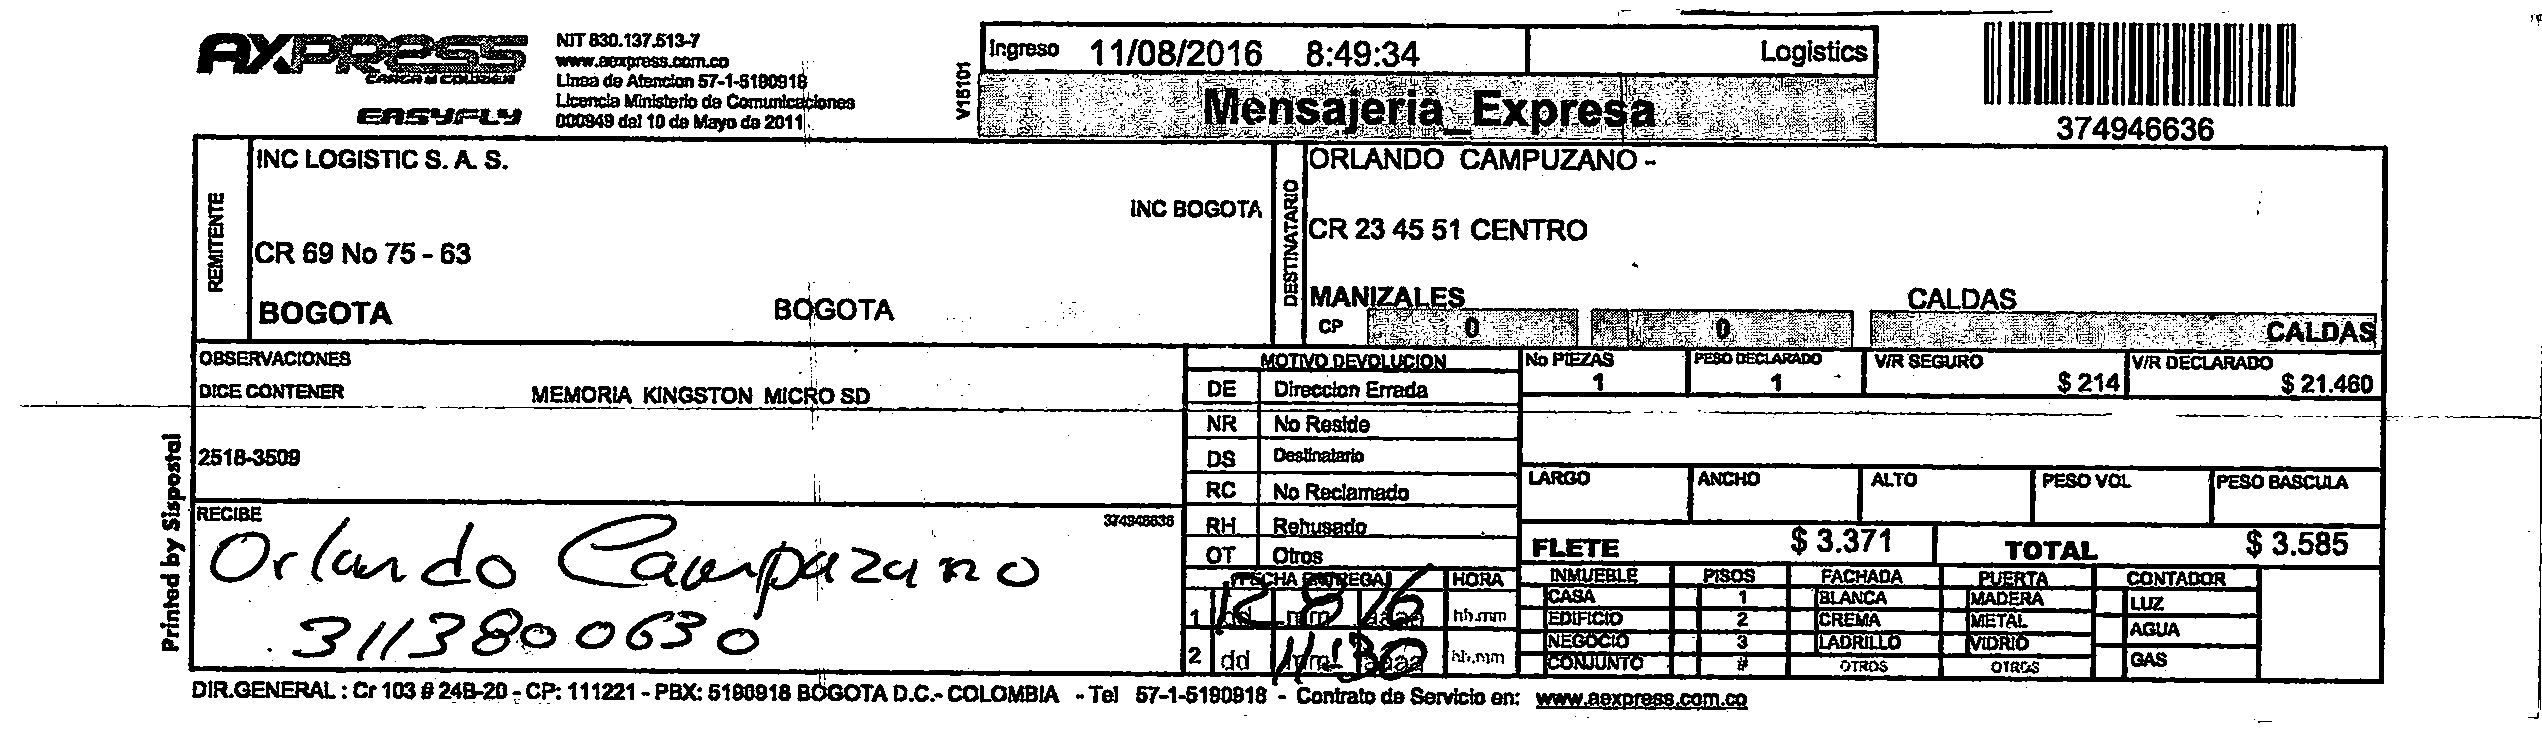 AXPRESS
CARGA & COURIER
EASYFLY
NIT 830.137.513-7
www.aexpress.com.co
Linea de Atencion 57-1-5190918
Licencia Ministerio de Comunicaciones
000949 del 10 de Mayo de 2011
V15101
Ingreso 11/08/2016 8:49:34 Logistics
Mensajeria_Expresa
374946636
REMITENTE
INC LOGISTIC S. A. S.
INC BOGOTA
CR 69 No 75 - 63
BOGOTA BOGOTA
DESTINATARIO
ORLANDO CAMPUZANO -
CR 23 45 51 CENTRO
MANIZALES CALDAS
CP 0 0 CALDAS
OBSERVACIONES
DICE CONTENER MEMORIA KINGSTON MICRO SD
2518-3509
MOTIVO DEVOLUCION
DE Direccion Errada
NR No Reside
DS Destinatario
RC No Reclamado
RH Rehusado
OT Otros
No PIEZAS PESO DECLARADO V/R SEGURO V/R DECLARADO
1 1 $ 214 $ 21.460
LARGO ANCHO ALTO PESO VOL PESO BASCULA
FLETE $ 3.371 TOTAL $ 3.585
RECIBE 374946636
Orlando Campuzano
3113800630
FECHA ENTREGA HORA
1 dd mm aaaa hh.mm
12 8 16
2 dd mm aaaa hh.mm
11:30
INMUEBLE PISOS FACHADA PUERTA CONTADOR
CASA 1 BLANCA MADERA LUZ
EDIFICIO 2 CREMA METAL AGUA
NEGOCIO 3 LADRILLO VIDRIO
CONJUNTO # OTROS OTROS GAS
Printed by Sispostal
DIR.GENERAL : Cr 103 # 24B-20 - CP: 111221 - PBX: 5190918 BOGOTA D.C.- COLOMBIA - Tel 57-1-5190918 - Contrato de Servicio en: www.aexpress.com.co